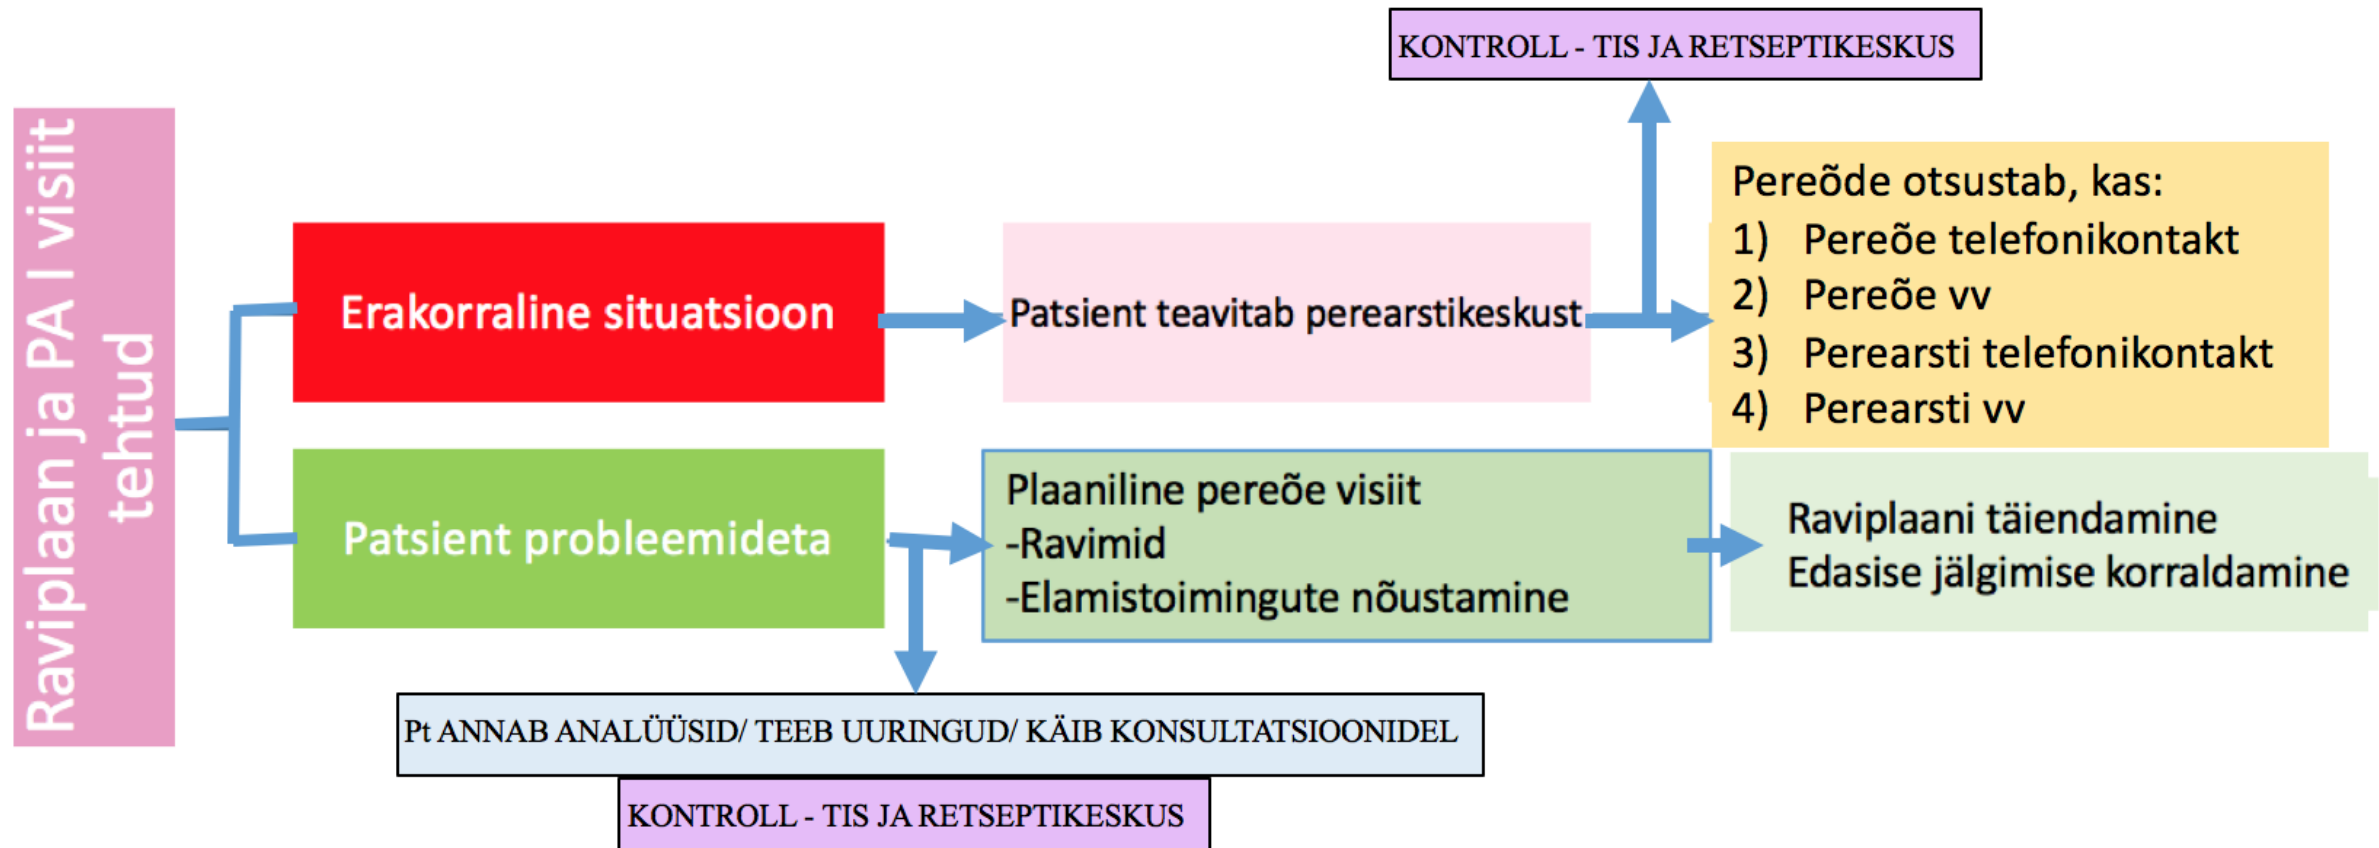 KONTROLL - TIS JA RETSEPTIKESKUS
Raviplaan ja PA I visiit
tehtud
Erakorraline situatsioon
Patsient teavitab perearstikeskust
Pereõde otsustab, kas:
1) Pereõe telefonikontakt
2) Pereõe vv
3) Perearsti telefonikontakt
4) Perearsti vv
Patsient probleemideta
Plaaniline pereõe visiit
-Ravimid
-Elamistoimingute nõustamine
Raviplaani täiendamine
Edasise jälgimise korraldamine
Pt ANNAB ANALÜÜSID/ TEEB UURINGUD/ KÄIB KONSULTATSIOONIDEL
KONTROLL - TIS JA RETSEPTIKESKUS